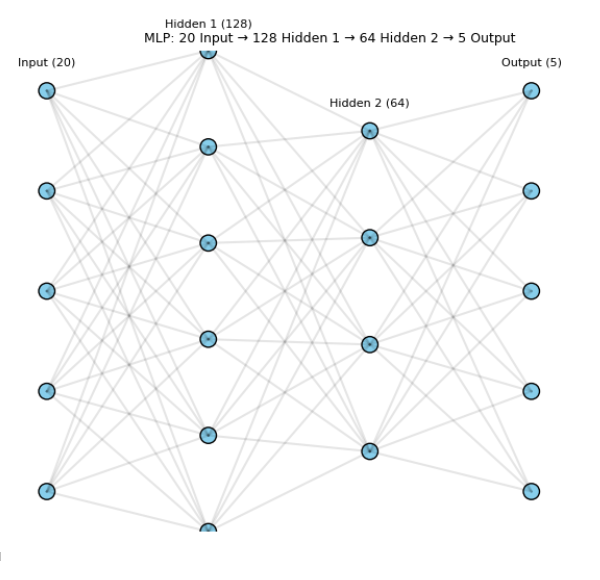 Hidden 1 (128)
MLP: 20 Input → 128 Hidden 1 → 64 Hidden 2 → 5 Output
Input (20)
Output (5)
Hidden 2 (64)